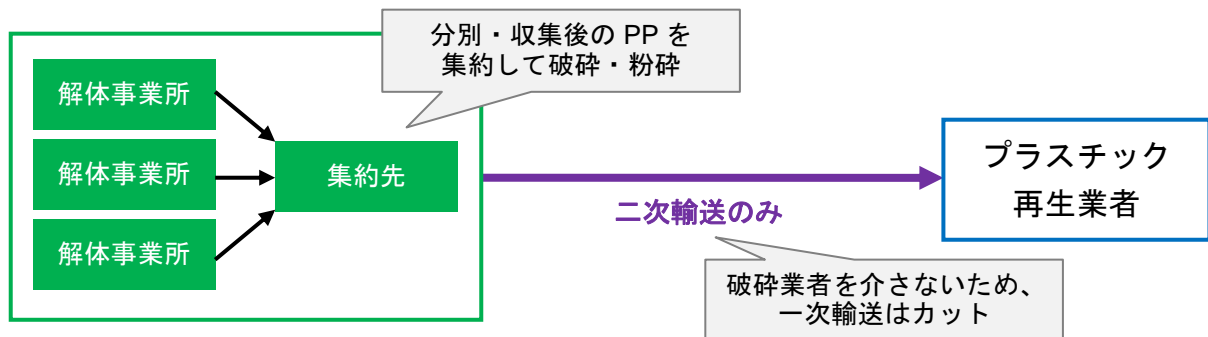 分別・収集後の PP を
集約して破砕・粉砕
解体事業所
解体事業所
解体事業所
集約先
二次輸送のみ
プラスチック
再生業者
破砕業者を介さないため、
一次輸送はカット